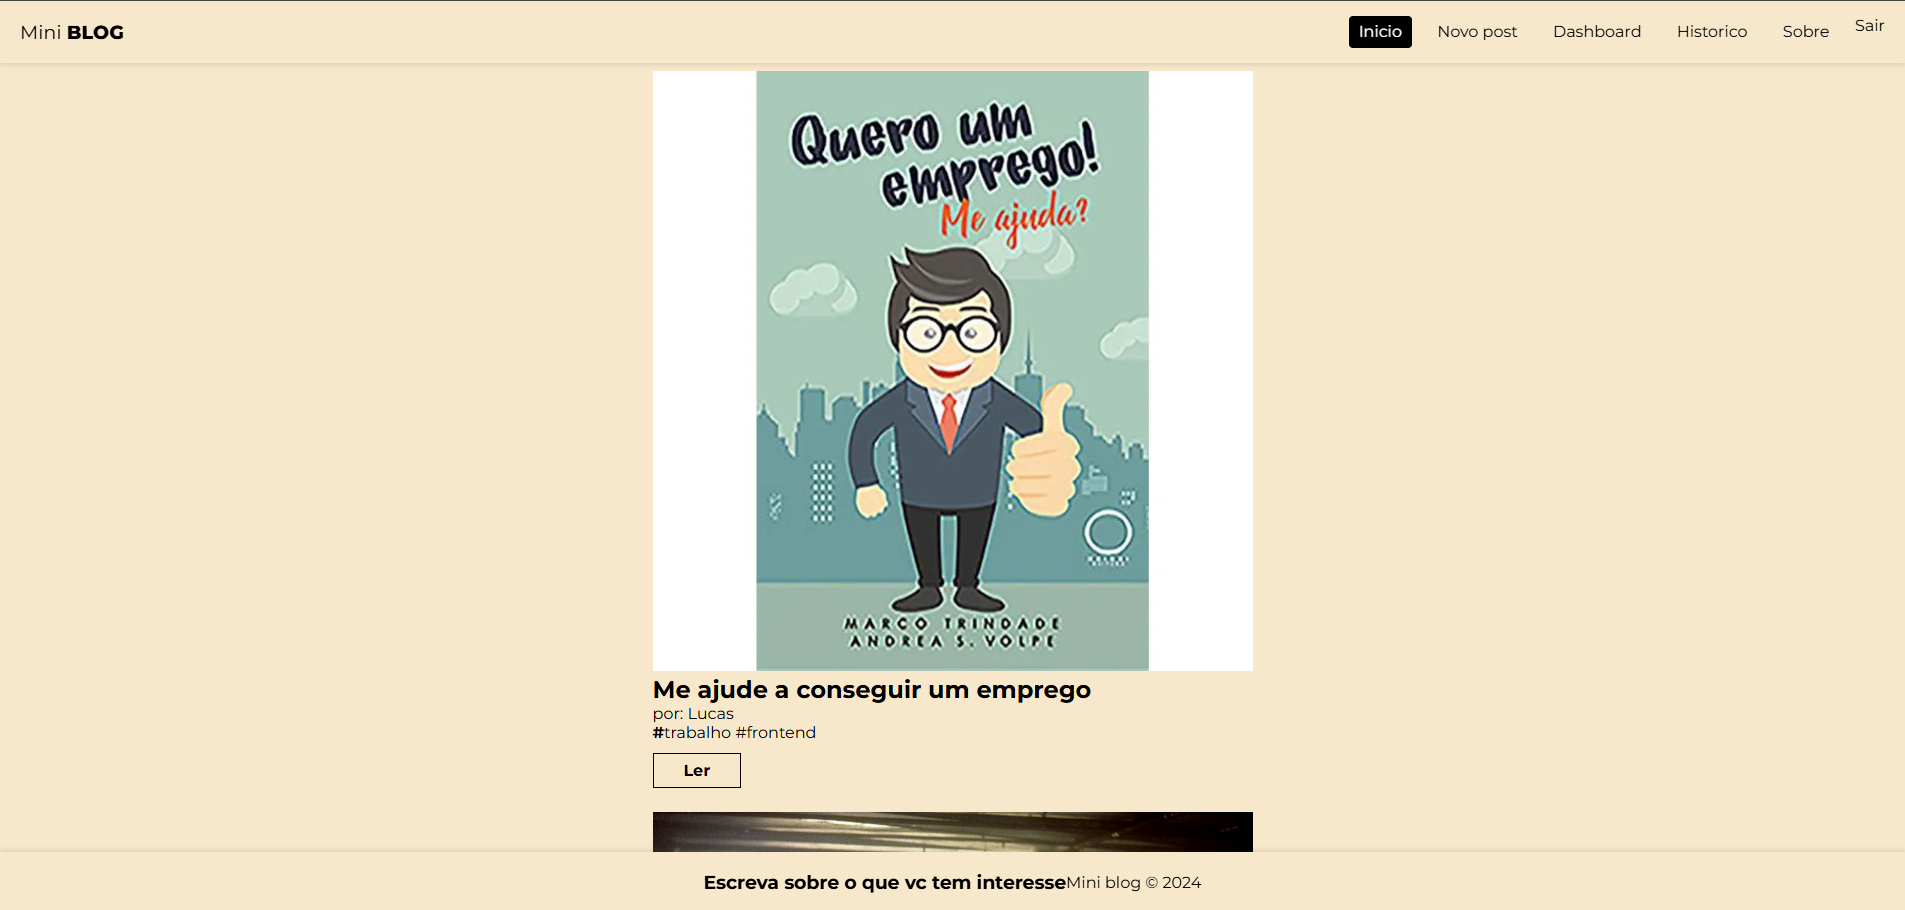 Mini BLOG
Inicio Novo post Dashboard Historico Sobre Sair
Quero um
emprego!
Me ajuda?
MARCO TRINDADE
ANDREA S. VOLPE
Me ajude a conseguir um emprego
por: Lucas
#trabalho #frontend
Ler
Escreva sobre o que vc tem interesseMini blog © 2024